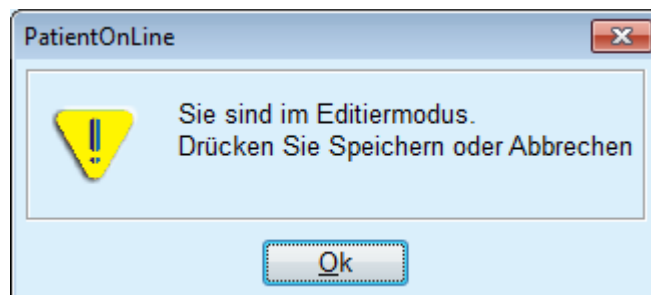 PatientOnLine
Sie sind im Editiermodus.
Drücken Sie Speichern oder Abbrechen
Ok